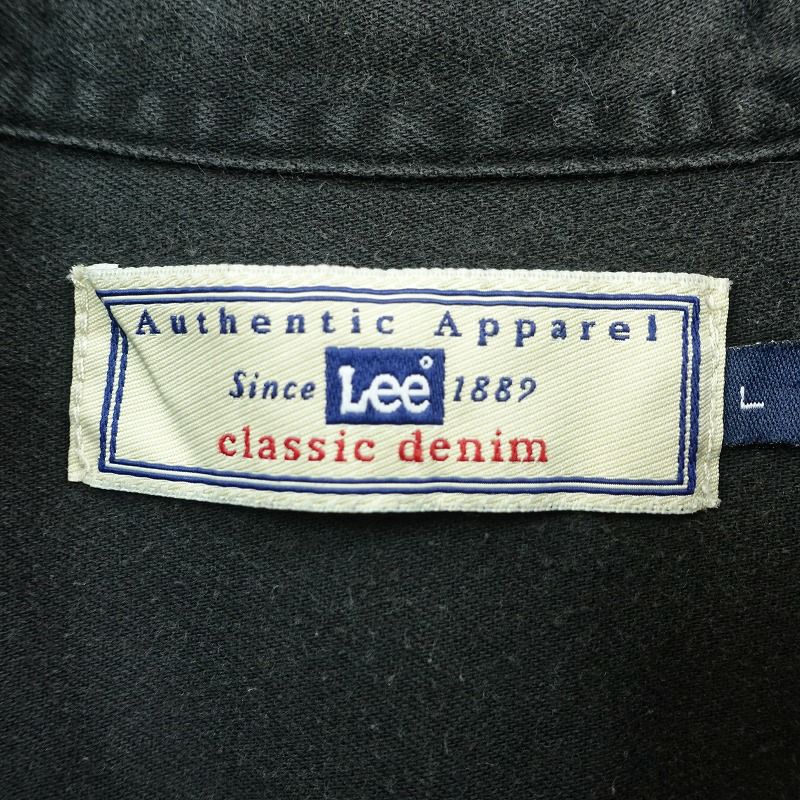 Authentic Apparel
Since Lee 1889
classic denim
L